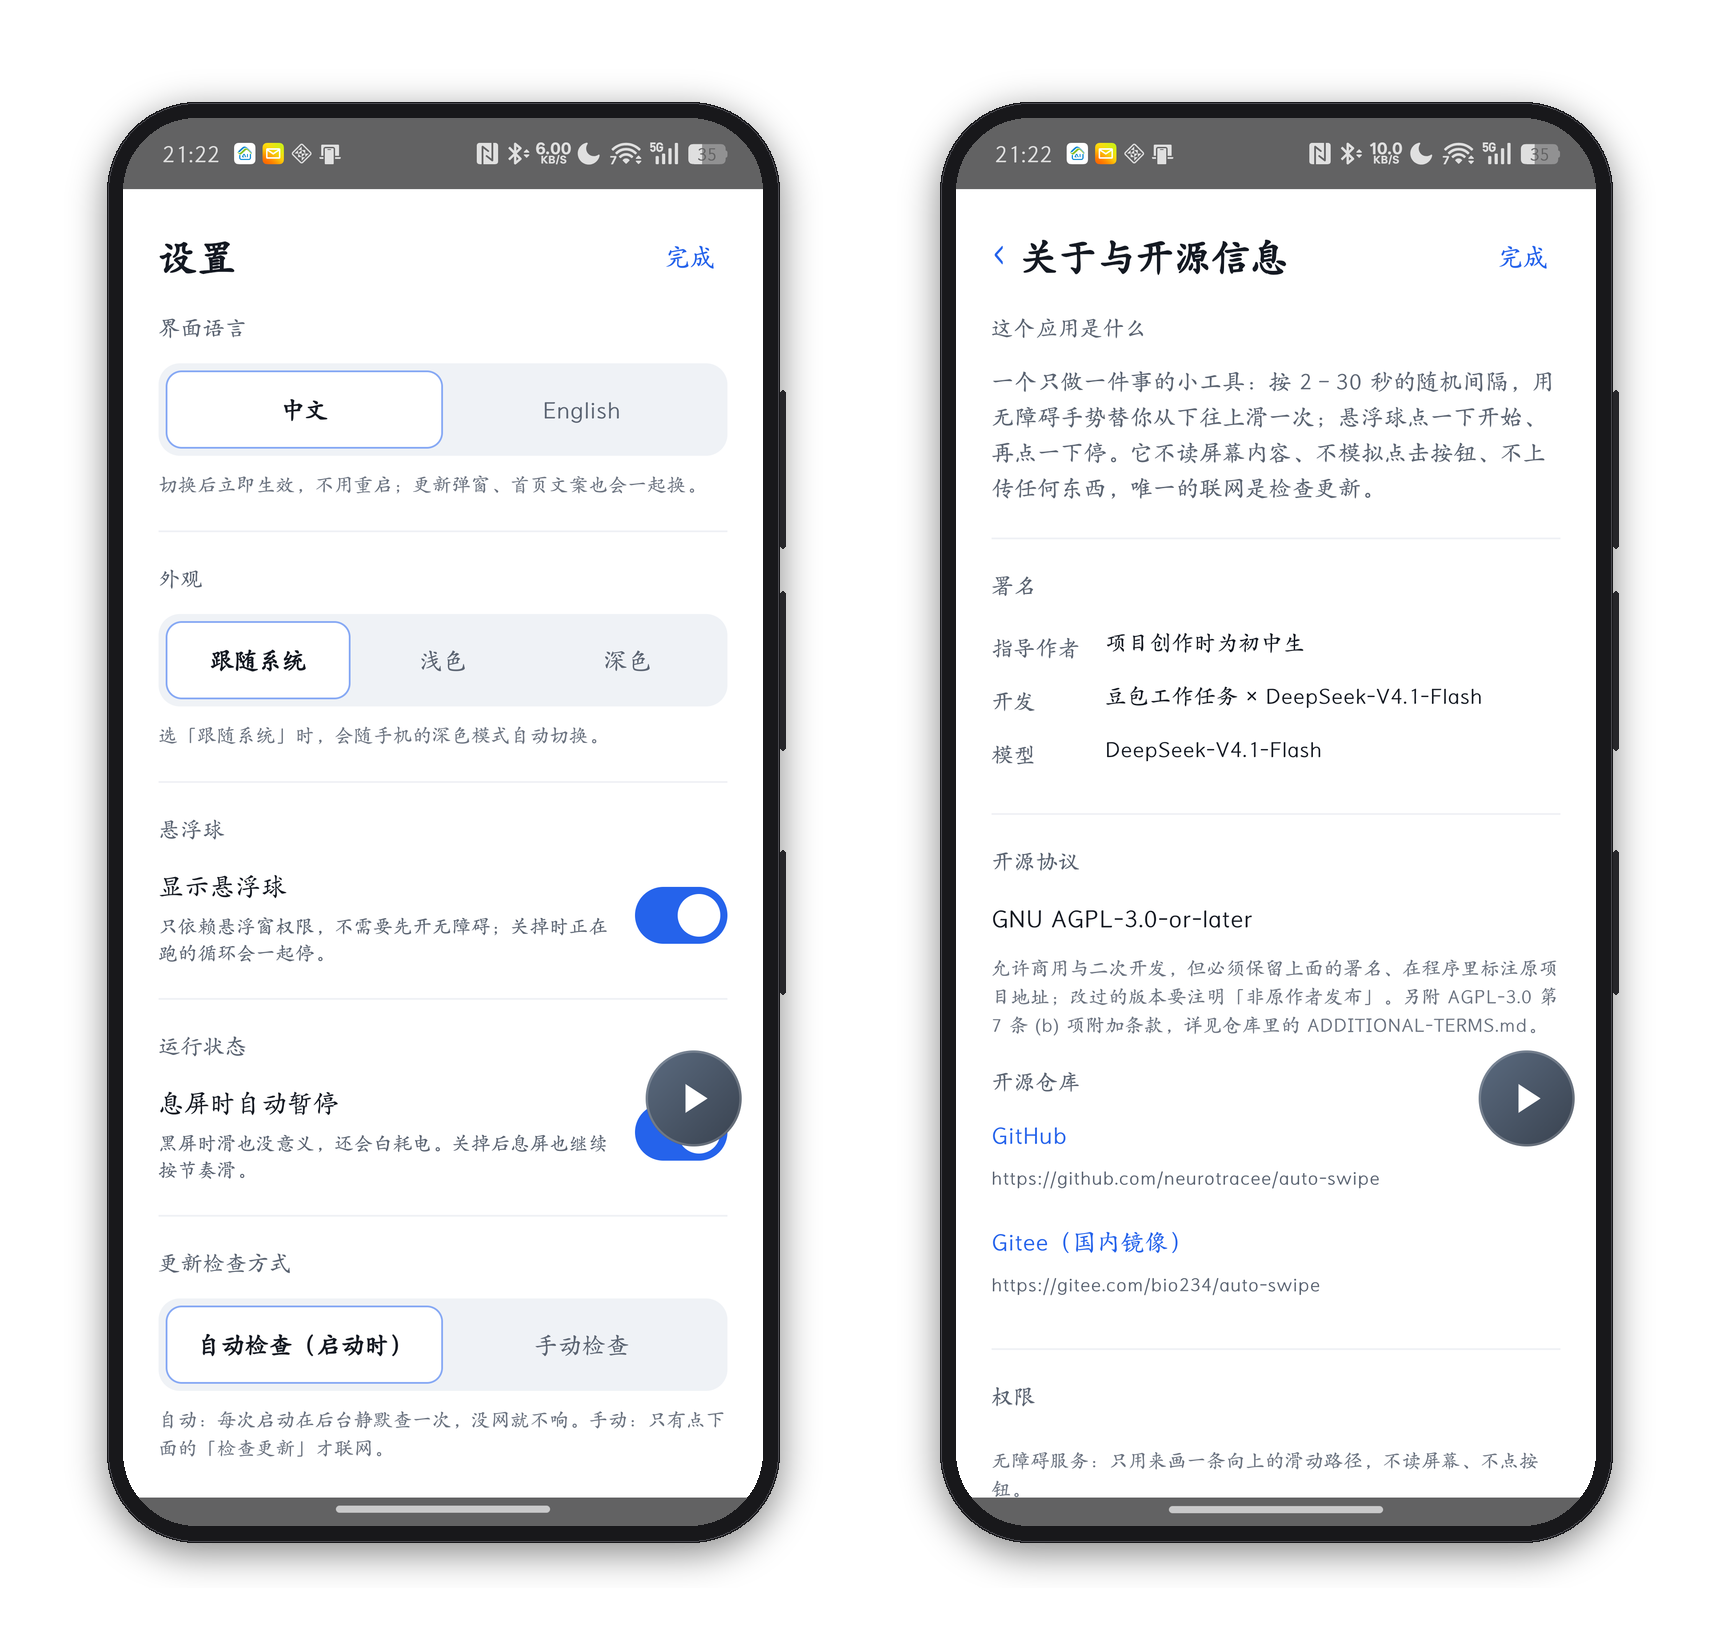 21:22
6.00
KB/S
5G
35
设置
完成
界面语言
中文
English
切换后立即生效，不用重启；更新弹窗、首页文案也会一起换。
外观
跟随系统
浅色
深色
选「跟随系统」时，会随手机的深色模式自动切换。
悬浮球
显示悬浮球
只依赖悬浮窗权限，不需要先开无障碍；关掉时正在
跑的循环会一起停。
运行状态
息屏时自动暂停
黑屏时滑也没意义，还会白耗电。关掉后息屏也继续
按节奏滑。
更新检查方式
自动检查（启动时）
手动检查
自动：每次启动在后台静默查一次，没网就不响。手动：只有点下
面的「检查更新」才联网。
21:22
10.0
KB/S
5G
35
关于与开源信息
完成
这个应用是什么
一个只做一件事的小工具：按 2 – 30 秒的随机间隔，用
无障碍手势替你从下往上滑一次；悬浮球点一下开始、
再点一下停。它不读屏幕内容、不模拟点击按钮、不上
传任何东西，唯一的联网是检查更新。
署名
指导作者 项目创作时为初中生
开发 豆包工作任务 × DeepSeek-V4.1-Flash
模型 DeepSeek-V4.1-Flash
开源协议
GNU AGPL-3.0-or-later
允许商用与二次开发，但必须保留上面的署名、在程序里标注原项
目地址；改过的版本要注明「非原作者发布」。另附 AGPL-3.0 第
7 条 (b) 项附加条款，详见仓库里的 ADDITIONAL-TERMS.md。
开源仓库
GitHub
https://github.com/neurotracee/auto-swipe
Gitee（国内镜像）
https://gitee.com/bio234/auto-swipe
权限
无障碍服务：只用来画一条向上的滑动路径，不读屏幕、不点按
钮。